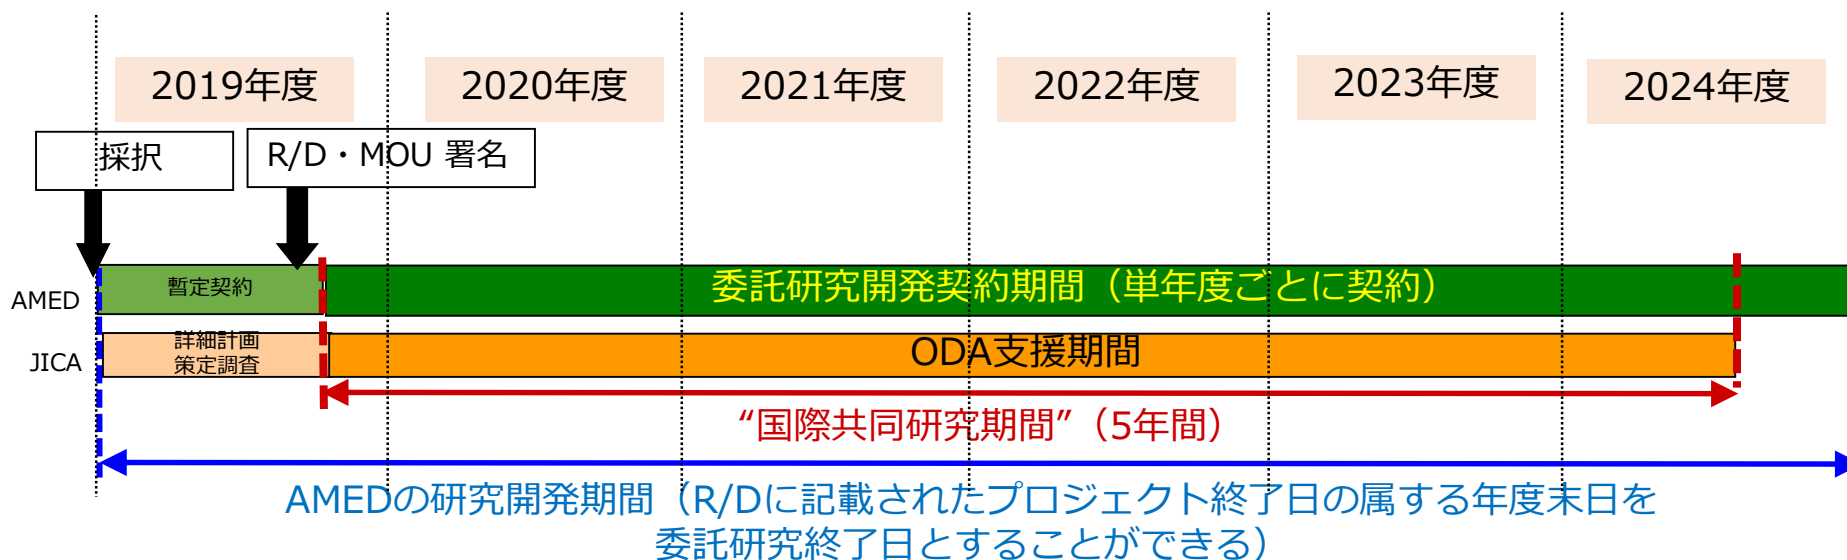 2019年度
2020年度
2021年度
2022年度
2023年度
2024年度
採択
R/D・MOU 署名
AMED
暫定契約
委託研究開発契約期間（単年度ごとに契約）
JICA
詳細計画
策定調査
ODA支援期間
“国際共同研究期間”（5年間）
AMEDの研究開発期間（R/Dに記載されたプロジェクト終了日の属する年度末日を
委託研究終了日とすることができる）